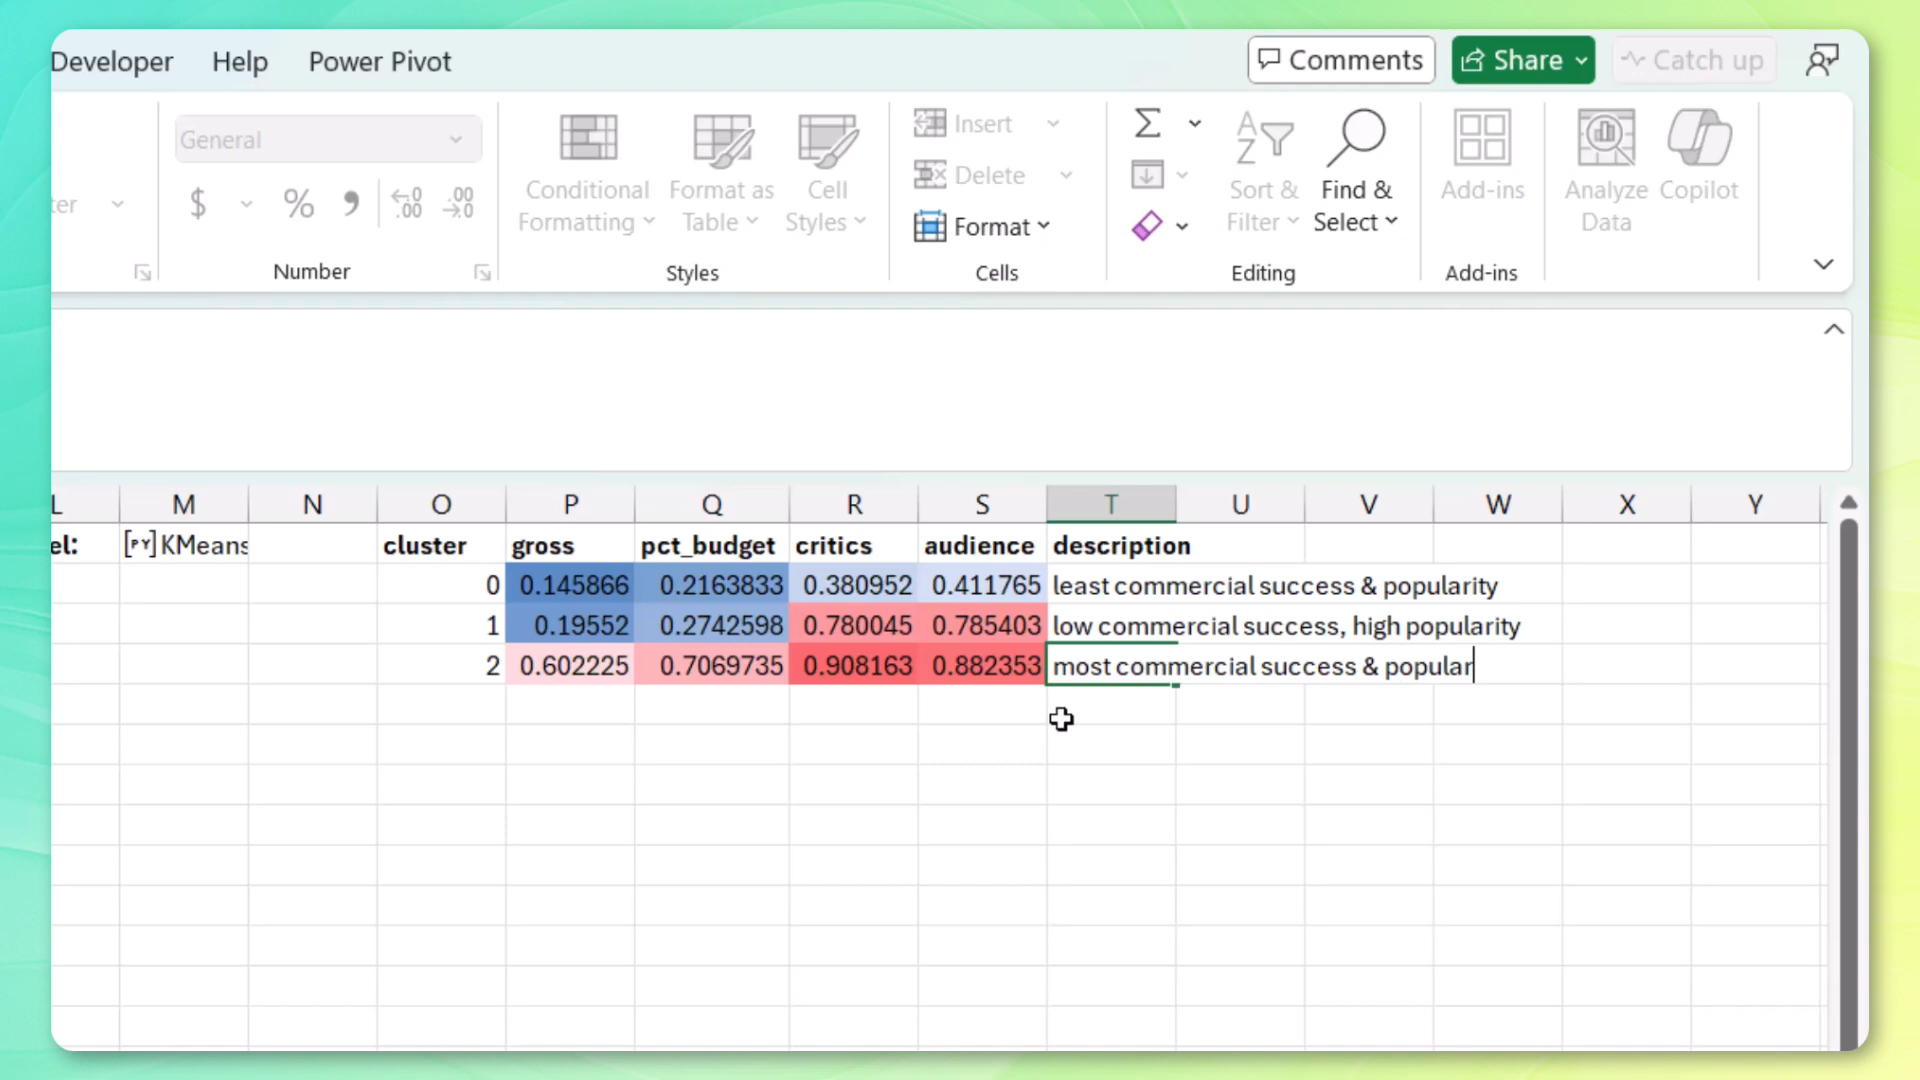 Developer Help Power Pivot Comments Share Catch up
General Insert Σ A Z
ter $ % 9 .00 .00 →0 Conditional Formatting Format as Table Cell Styles Delete Sort & Filter Find & Select Add-ins Analyze Data Copilot
Format
Number Styles Cells Editing Add-ins
L M N O P Q R S T U V W X Y
el: [PY] KMeans cluster gross pct_budget critics audience description
0 0.145866 0.2163833 0.380952 0.411765 least commercial success & popularity
1 0.19552 0.2742598 0.780045 0.785403 low commercial success, high popularity
2 0.602225 0.7069735 0.908163 0.882353 most commercial success & popular